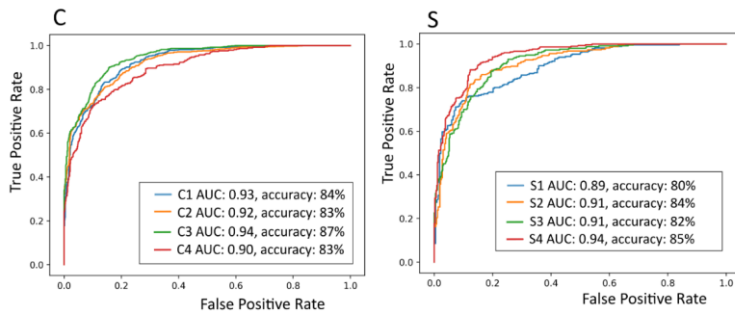 C
True Positive Rate
1.0
0.8
0.6
0.4
0.2
0.0
C1 AUC: 0.93, accuracy: 84%
C2 AUC: 0.92, accuracy: 83%
C3 AUC: 0.94, accuracy: 87%
C4 AUC: 0.90, accuracy: 83%
0.0 0.2 0.4 0.6 0.8 1.0
False Positive Rate
S
True Positive Rate
1.0
0.8
0.6
0.4
0.2
0.0
S1 AUC: 0.89, accuracy: 80%
S2 AUC: 0.91, accuracy: 84%
S3 AUC: 0.91, accuracy: 82%
S4 AUC: 0.94, accuracy: 85%
0.0 0.2 0.4 0.6 0.8 1.0
False Positive Rate